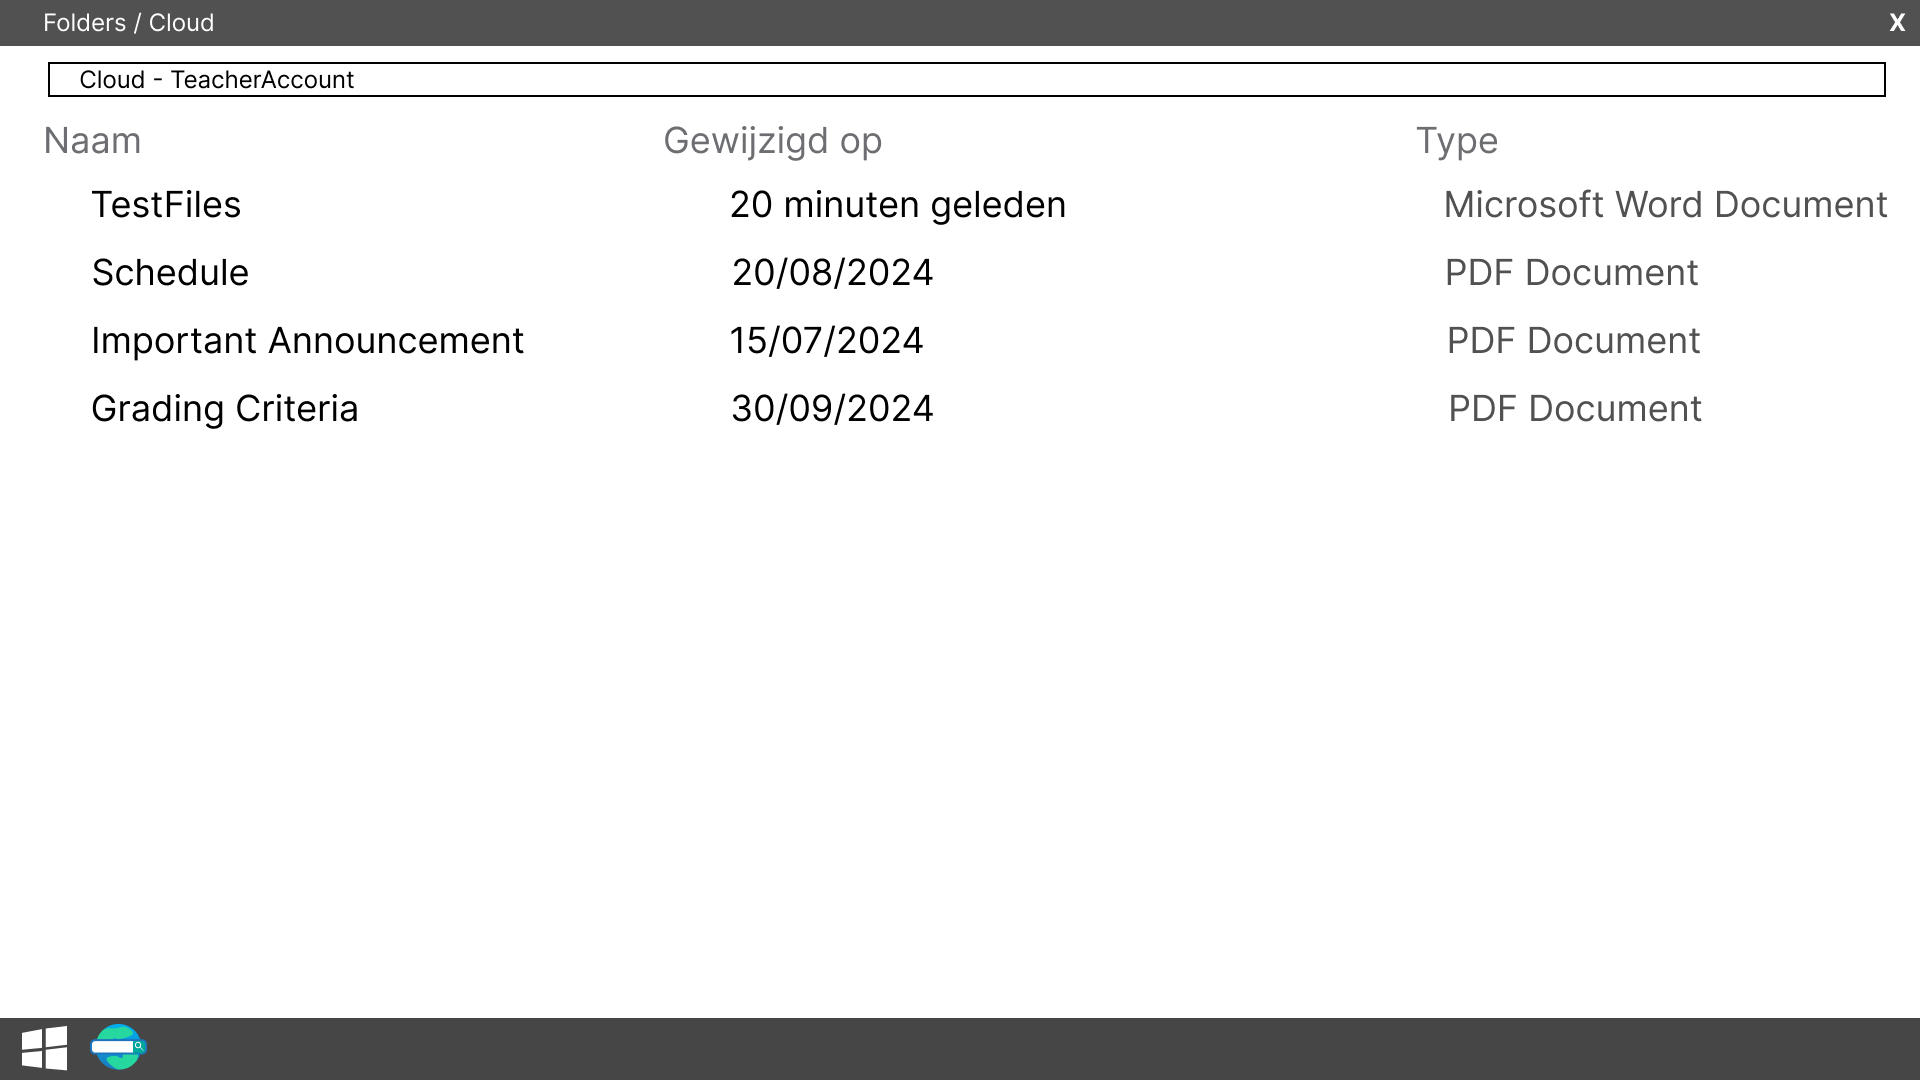 Folders / Cloud X
Cloud - TeacherAccount
Naam Gewijzigd op Type
TestFiles 20 minuten geleden Microsoft Word Document
Schedule 20/08/2024 PDF Document
Important Announcement 15/07/2024 PDF Document
Grading Criteria 30/09/2024 PDF Document